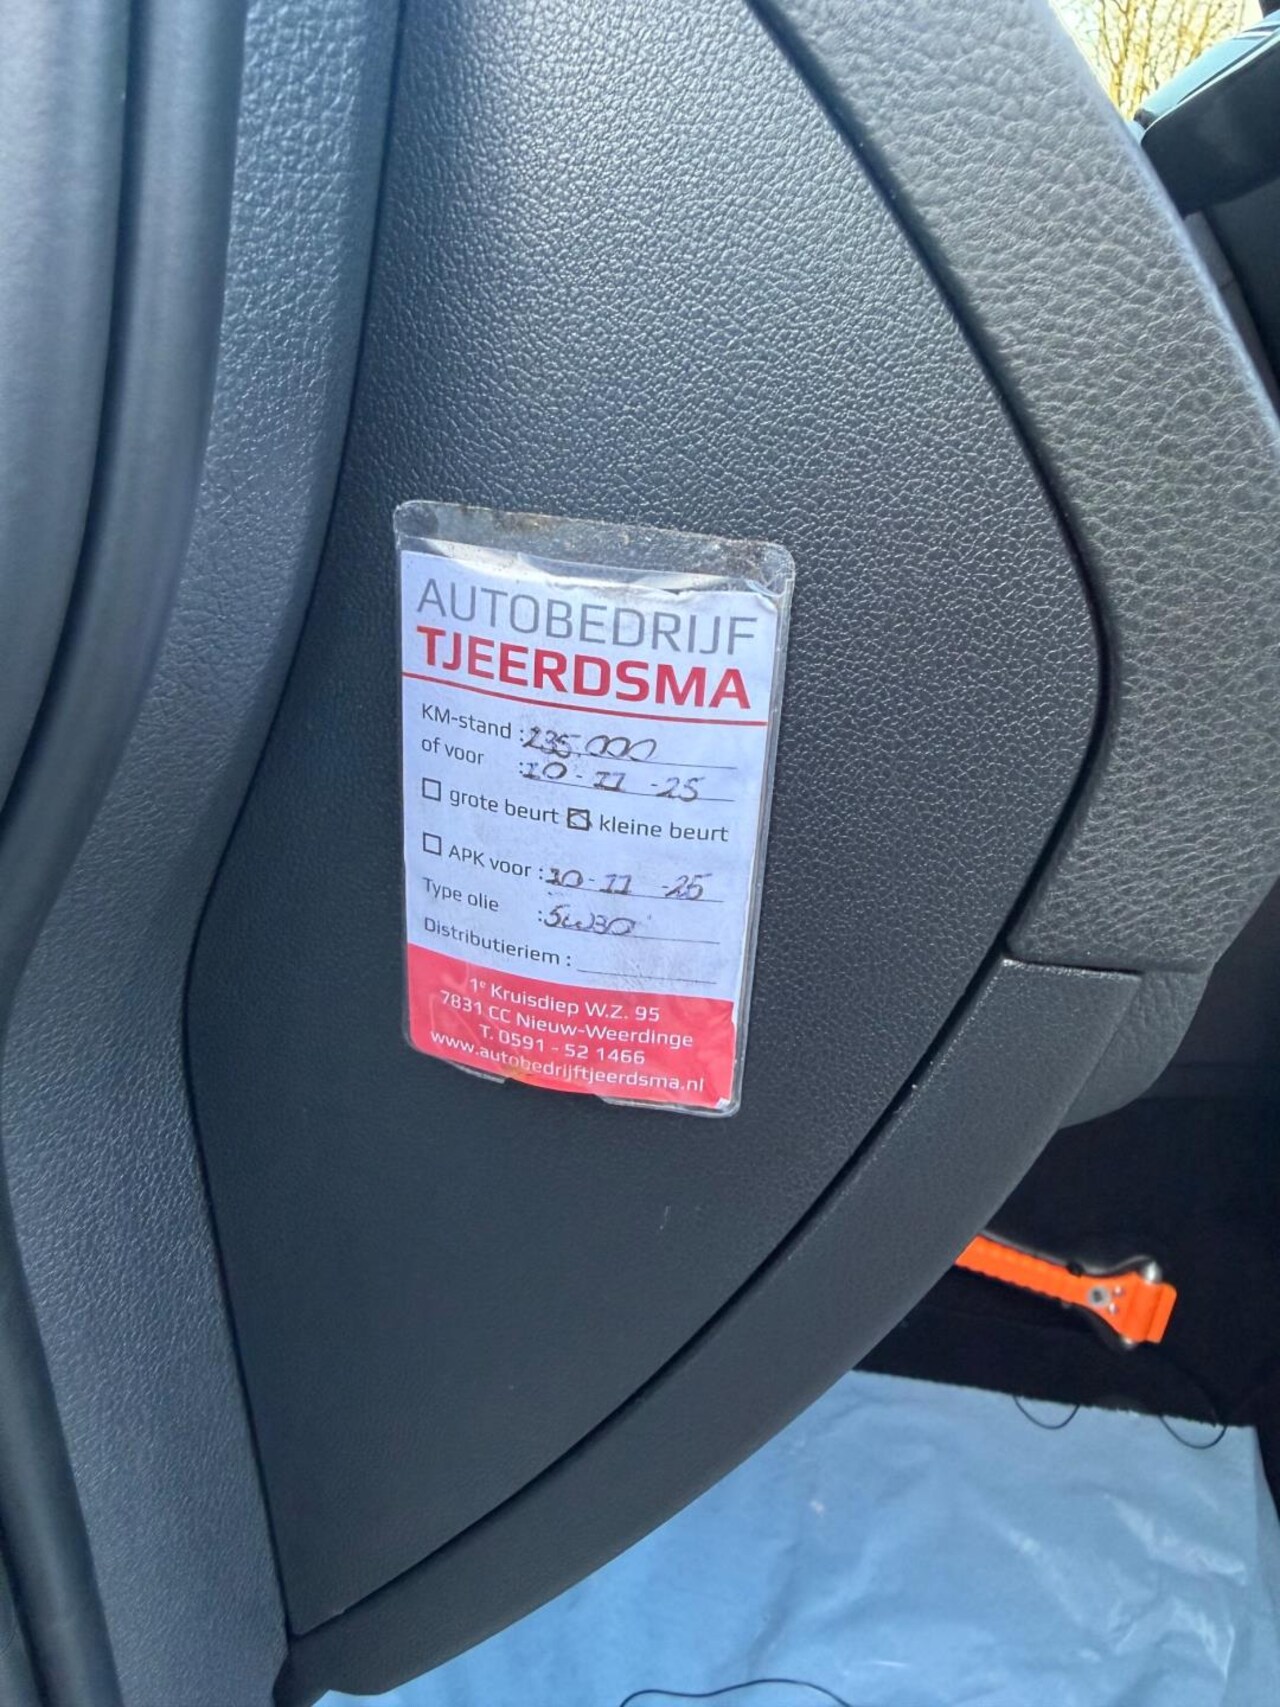 AUTOBEDRIJF
TJEERDSMA
KM-stand : 235.000
of voor : 10-11-25
grote beurt kleine beurt
APK voor : 10-11-25
Type olie : 5W30
Distributieriem :
1e Kruisdiep W.Z. 95
7831 CC Nieuw-Weerdinge
T. 0591 - 52 1466
www.autobedrijftjeerdsma.nl